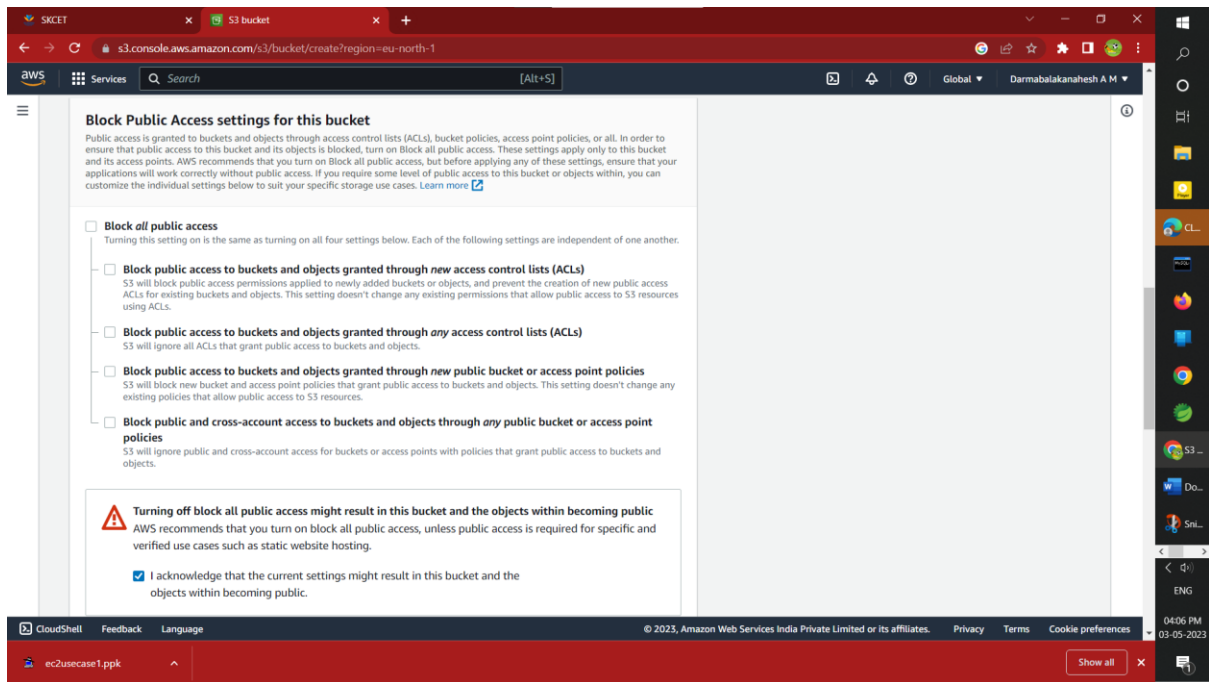 SKCET
S3 bucket
s3.console.aws.amazon.com/s3/bucket/create?region=eu-north-1
aws
Services
Search
[Alt+S]
Global
Darmabalakanahesh A M
Block Public Access settings for this bucket
Public access is granted to buckets and objects through access control lists (ACLs), bucket policies, access point policies, or all. In order to
ensure that public access to this bucket and its objects is blocked, turn on Block all public access. These settings apply only to this bucket
and its access points. AWS recommends that you turn on Block all public access, but before applying any of these settings, ensure that your
applications will work correctly without public access. If you require some level of public access to this bucket or objects within, you can
customize the individual settings below to suit your specific storage use cases. Learn more
Block all public access
Turning this setting on is the same as turning on all four settings below. Each of the following settings are independent of one another.
Block public access to buckets and objects granted through new access control lists (ACLs)
S3 will block public access permissions applied to newly added buckets or objects, and prevent the creation of new public access
ACLs for existing buckets and objects. This setting doesn't change any existing permissions that allow public access to S3 resources
using ACLs.
Block public access to buckets and objects granted through any access control lists (ACLs)
S3 will ignore all ACLs that grant public access to buckets and objects.
Block public access to buckets and objects granted through new public bucket or access point policies
S3 will block new bucket and access point policies that grant public access to buckets and objects. This setting doesn't change any
existing policies that allow public access to S3 resources.
Block public and cross-account access to buckets and objects through any public bucket or access point
policies
S3 will ignore public and cross-account access for buckets or access points with policies that grant public access to buckets and
objects.
Turning off block all public access might result in this bucket and the objects within becoming public
AWS recommends that you turn on block all public access, unless public access is required for specific and
verified use cases such as static website hosting.
I acknowledge that the current settings might result in this bucket and the
objects within becoming public.
CloudShell
Feedback
Language
© 2023, Amazon Web Services India Private Limited or its affiliates.
Privacy
Terms
Cookie preferences
ec2usecase1.ppk
Show all
CL...
S3 ...
Do...
Sni...
ENG
04:06 PM
03-05-2023